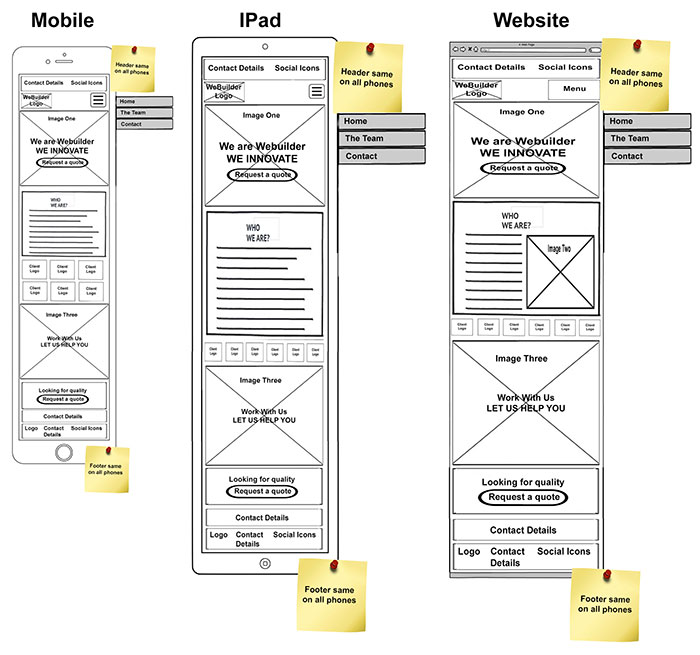 Mobile
Header same
on all phones
Contact Details Social Icons
WeBuilder
Logo
Home
The Team
Contact
Image One
We are Webuilder
WE INNOVATE
Request a quote
WHO
WE ARE?
Client
Logo
Client
Logo
Client
Logo
Client
Logo
Client
Logo
Client
Logo
Image Three
Work With Us
LET US HELP YOU
Looking for quality
Request a quote
Contact Details
Logo Contact
Details
Social Icons
Footer same
on all phones
IPad
Header same
on all phones
Contact Details Social Icons
WeBuilder
Logo
Home
The Team
Contact
Image One
We are Webuilder
WE INNOVATE
Request a quote
WHO
WE ARE?
Client
Logo
Client
Logo
Client
Logo
Client
Logo
Client
Logo
Client
Logo
Image Three
Work With Us
LET US HELP YOU
Looking for quality
Request a quote
Contact Details
Logo Contact
Details
Social Icons
Footer same
on all phones
Website
A Web Page
Header same
on all phones
Contact Details Social Icons
WeBuilder
Logo
Menu
Home
The Team
Contact
Image One
We are Webuilder
WE INNOVATE
Request a quote
WHO
WE ARE?
Image Two
Client
Logo
Client
Logo
Client
Logo
Client
Logo
Client
Logo
Client
Logo
Image Three
Work With Us
LET US HELP YOU
Looking for quality
Request a quote
Contact Details
Logo Contact
Details
Social Icons
Footer same
on all phones